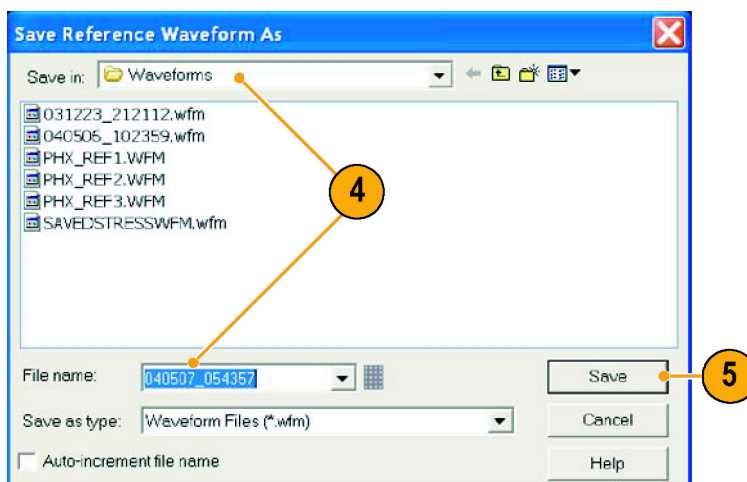 Save Reference Waveform As
Save in: Waveforms
031223_212112.wfm
040506_102359.wfm
PHX_REF1.WFM
PHX_REF2.WFM
PHX_REF3.WFM
SAVEDSTRESSWFM.wfm
4
File name: 040507_054357 Save
5
Save as type: Waveform Files (*.wfm) Cancel
Auto-increment file name Help